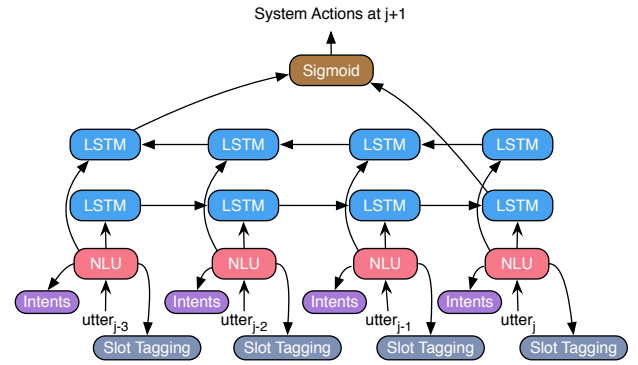 System Actions at j+1
Sigmoid
LSTM LSTM LSTM LSTM
LSTM LSTM LSTM LSTM
NLU NLU NLU NLU
Intents Intents Intents Intents
utterj-3 utterj-2 utterj-1 utterj
Slot Tagging Slot Tagging Slot Tagging Slot Tagging